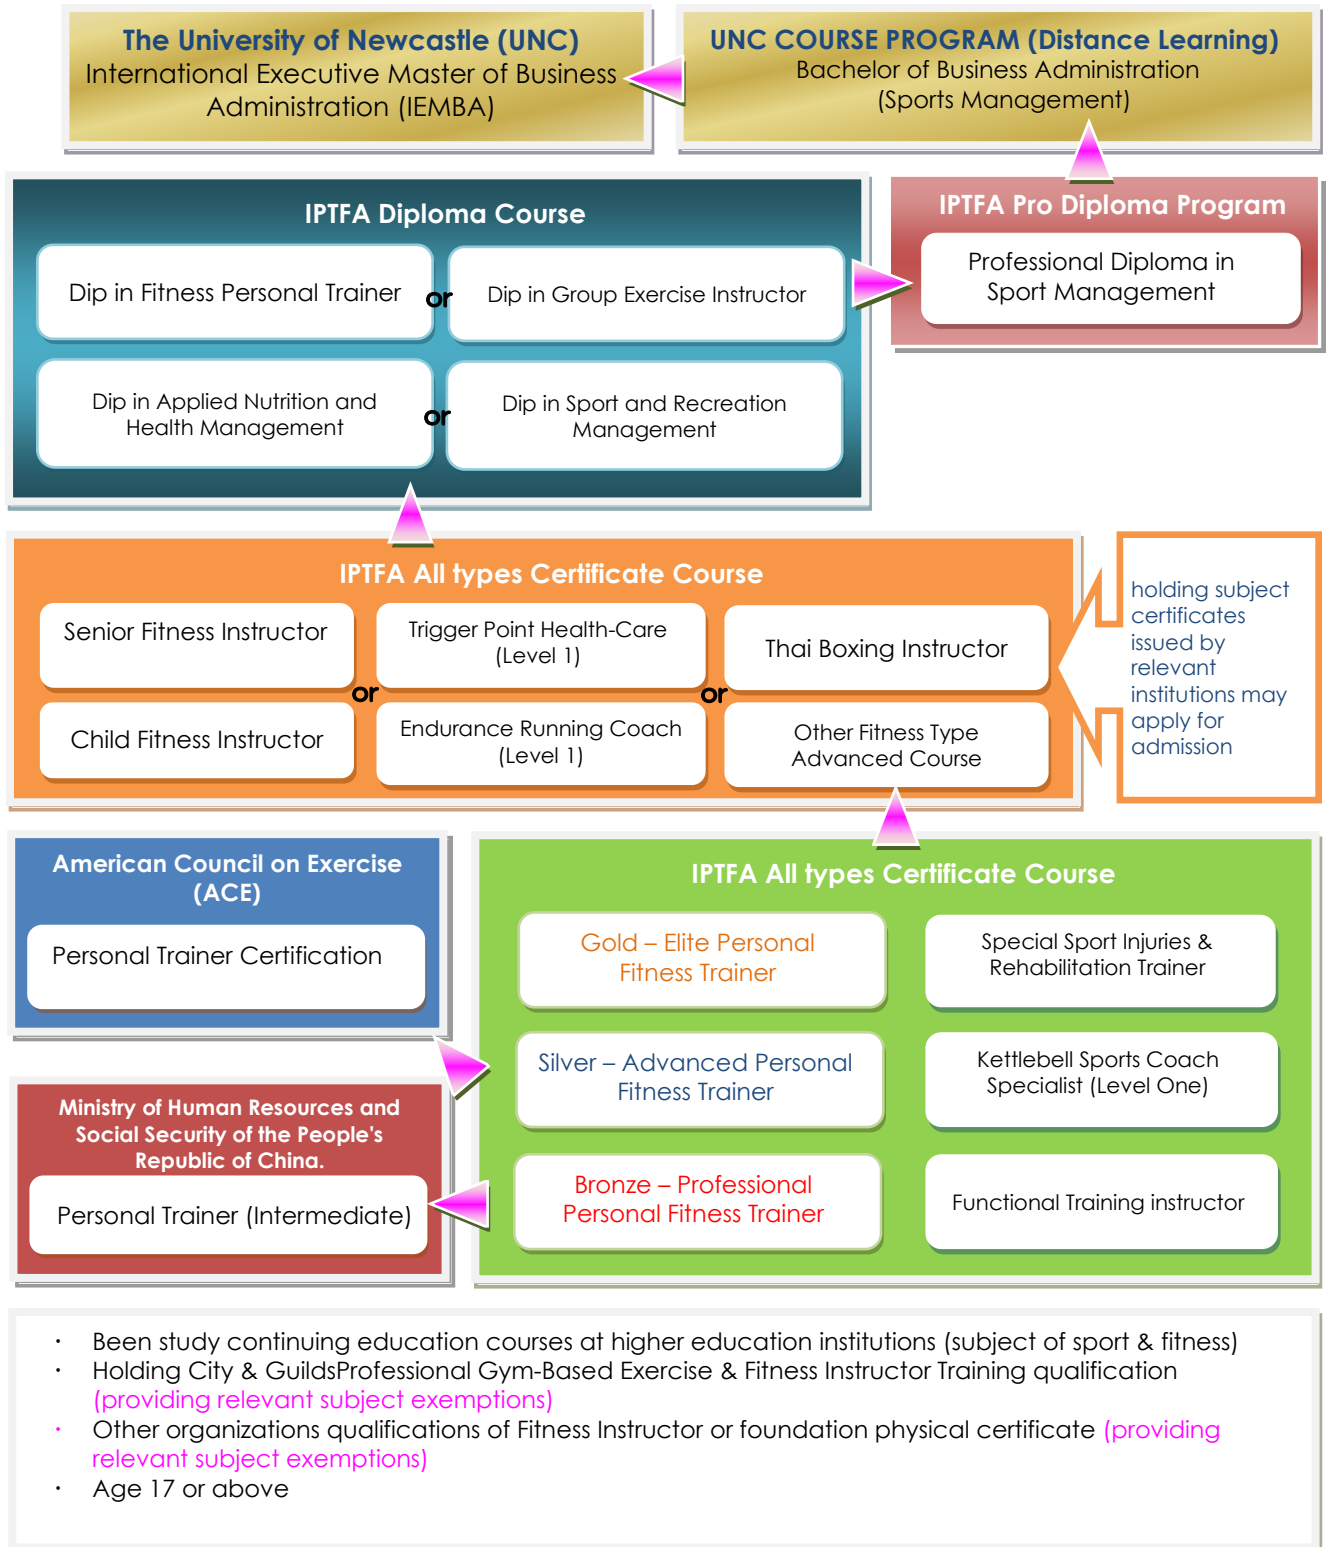 The University of Newcastle (UNC)
International Executive Master of Business
Administration (IEMBA)
UNC COURSE PROGRAM (Distance Learning)
Bachelor of Business Administration
(Sports Management)
IPTFA Diploma Course
Dip in Fitness Personal Trainer
or
Dip in Group Exercise Instructor
Dip in Applied Nutrition and
Health Management
or
Dip in Sport and Recreation
Management
IPTFA Pro Diploma Program
Professional Diploma in
Sport Management
IPTFA All types Certificate Course
Senior Fitness Instructor
Trigger Point Health-Care
(Level 1)
Thai Boxing Instructor
or
or
Child Fitness Instructor
Endurance Running Coach
(Level 1)
Other Fitness Type
Advanced Course
holding subject
certificates
issued by
relevant
institutions may
apply for
admission
American Council on Exercise
(ACE)
Personal Trainer Certification
Ministry of Human Resources and
Social Security of the People's
Republic of China.
Personal Trainer (Intermediate)
IPTFA All types Certificate Course
Gold – Elite Personal
Fitness Trainer
Special Sport Injuries &
Rehabilitation Trainer
Silver – Advanced Personal
Fitness Trainer
Kettlebell Sports Coach
Specialist (Level One)
Bronze – Professional
Personal Fitness Trainer
Functional Training instructor
· Been study continuing education courses at higher education institutions (subject of sport & fitness)
· Holding City & GuildsProfessional Gym-Based Exercise & Fitness Instructor Training qualification
(providing relevant subject exemptions)
· Other organizations qualifications of Fitness Instructor or foundation physical certificate (providing
relevant subject exemptions)
· Age 17 or above